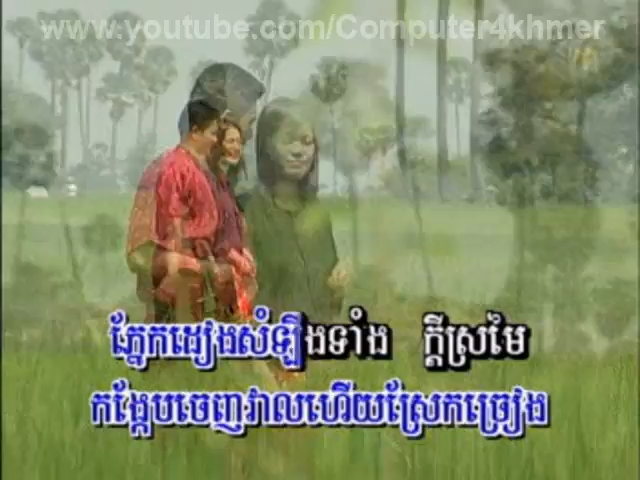 www.youtube.com/Computer4khmer
ភ្នែកដៀងសំឡឹងទាំង ក្ដីស្រមៃ
កង្កែបចេញវាលហើយស្រែកច្រៀង